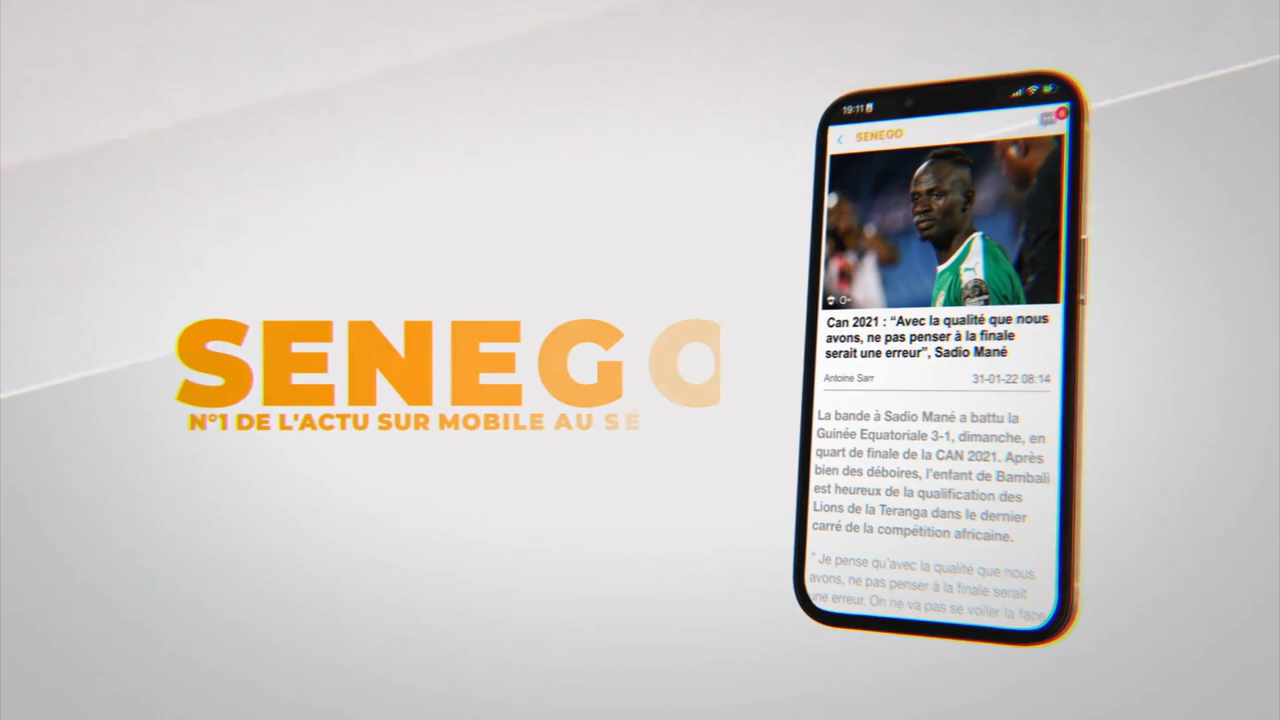 SENEGO
N°1 DE L'ACTU SUR MOBILE AU SÉ
19:11
SENEGO
Can 2021 : “Avec la qualité que nous
avons, ne pas penser à la finale
serait une erreur”, Sadio Mané
Antoine Sarr 31-01-22 08:14
La bande à Sadio Mané a battu la
Guinée Equatoriale 3-1, dimanche, en
quart de finale de la CAN 2021. Après
bien des déboires, l'enfant de Bambali
est heureux de la qualification des
Lions de la Teranga dans le dernier
carré de la compétition africaine.
" Je pense qu'avec la qualité que nous
avons, ne pas penser à la finale serait
une erreur. On ne va pas se voiler la face